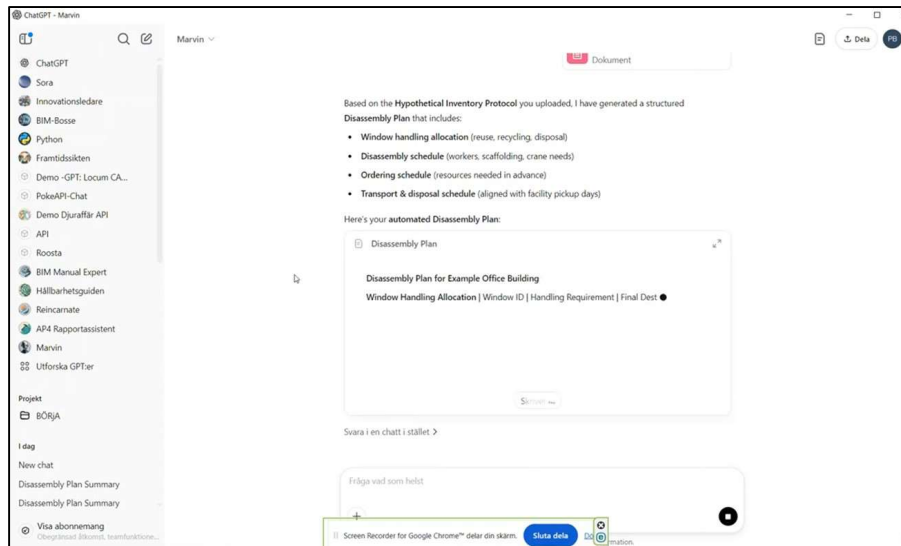 ChatGPT - Marvin
Marvin
Dela
PB
ChatGPT
Sora
Innovationsledare
BIM-Bosse
Python
Framtidssikten
Demo -GPT: Locum CA...
PokeAPI-Chat
Demo Djuraffär API
API
Roosta
BIM Manual Expert
Hållbarhetsguiden
Reincarnate
AP4 Rapportassistent
Marvin
Utforska GPT:er
Projekt
BÖRjA
I dag
New chat
Disassembly Plan Summary
Disassembly Plan Summary
Visa abonnemang
Obegränsad åtkomst, teamfunktione...
Dokument
Based on the Hypothetical Inventory Protocol you uploaded, I have generated a structured
Disassembly Plan that includes:
• Window handling allocation (reuse, recycling, disposal)
• Disassembly schedule (workers, scaffolding, crane needs)
• Ordering schedule (resources needed in advance)
• Transport & disposal schedule (aligned with facility pickup days)
Here's your automated Disassembly Plan:
Disassembly Plan
Disassembly Plan for Example Office Building
Window Handling Allocation | Window ID | Handling Requirement | Final Dest
Skriver ...
Svara i en chatt i stället >
Fråga vad som helst
Screen Recorder for Google Chrome™ delar din skärm.
Sluta dela
rmation.